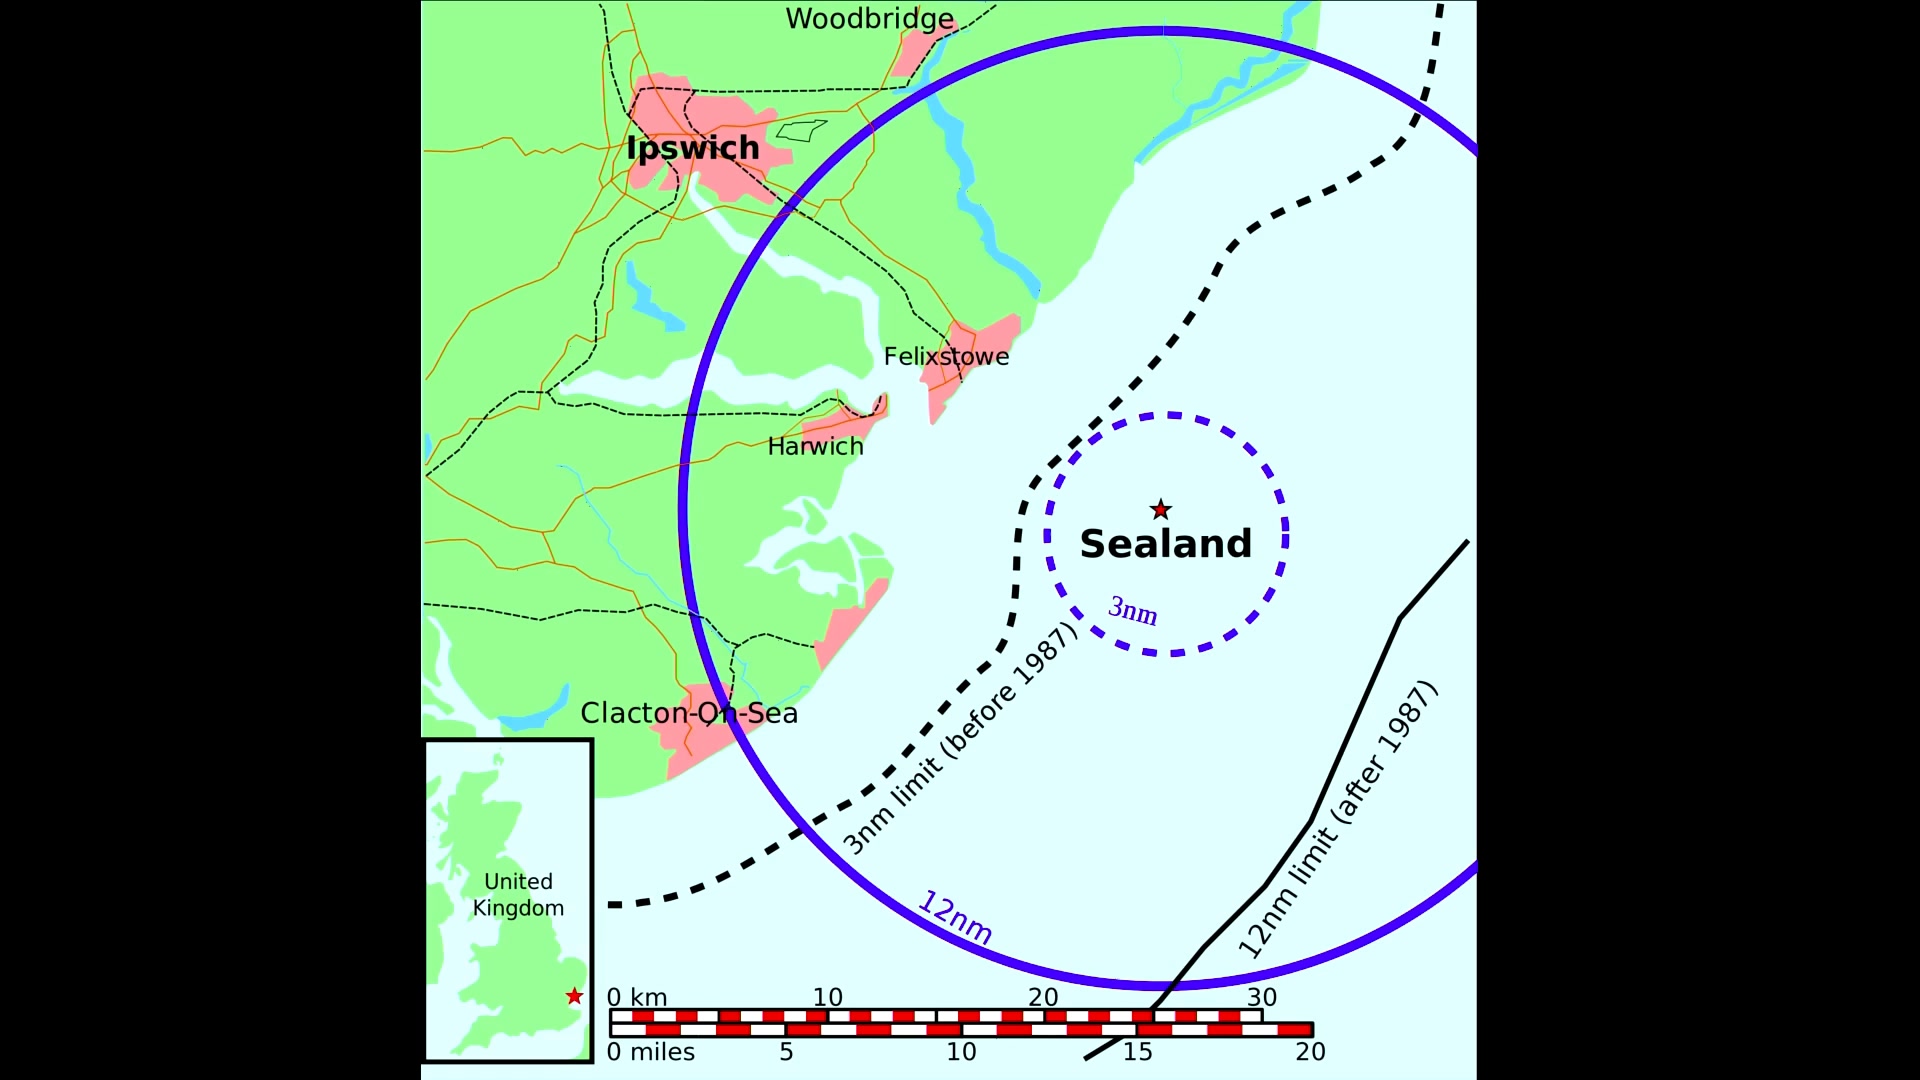 Woodbridge
Ipswich
Felixstowe
Harwich
Sealand
3nm
3nm limit (before 1987)
Clacton-On-Sea
12nm limit (after 1987)
United
Kingdom
12nm
0 km 10 20 30
0 miles 5 10 15 20